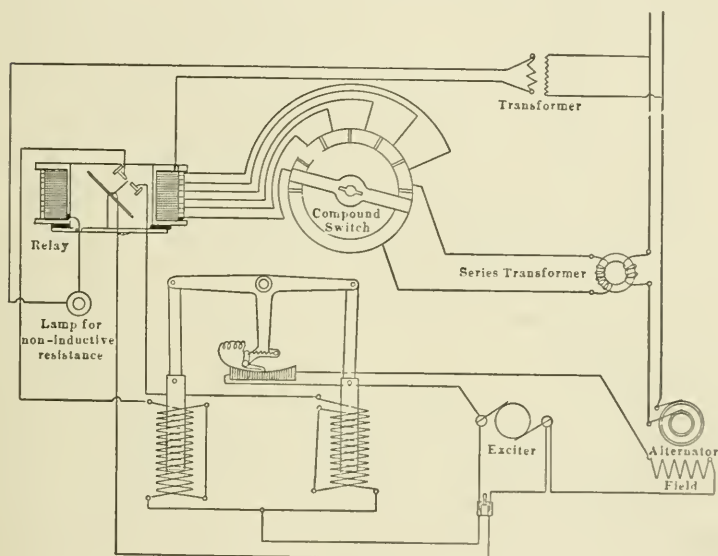 Transformer
Compound
Switch
Relay
Series Transformer
Lamp for
non-inductive
resistance
Exciter
Alternator
Field